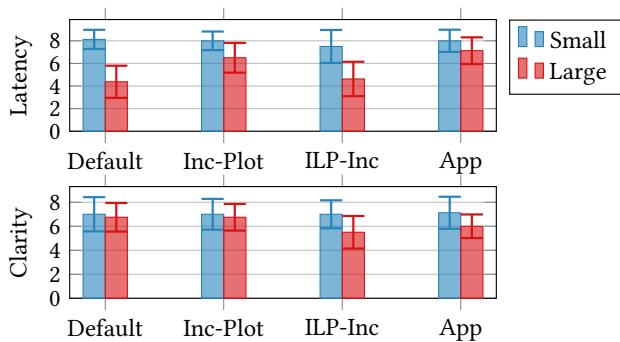 8
6
4
2
0
Latency
Default Inc-Plot ILP-Inc App
Small
Large
8
6
4
2
0
Clarity
Default Inc-Plot ILP-Inc App